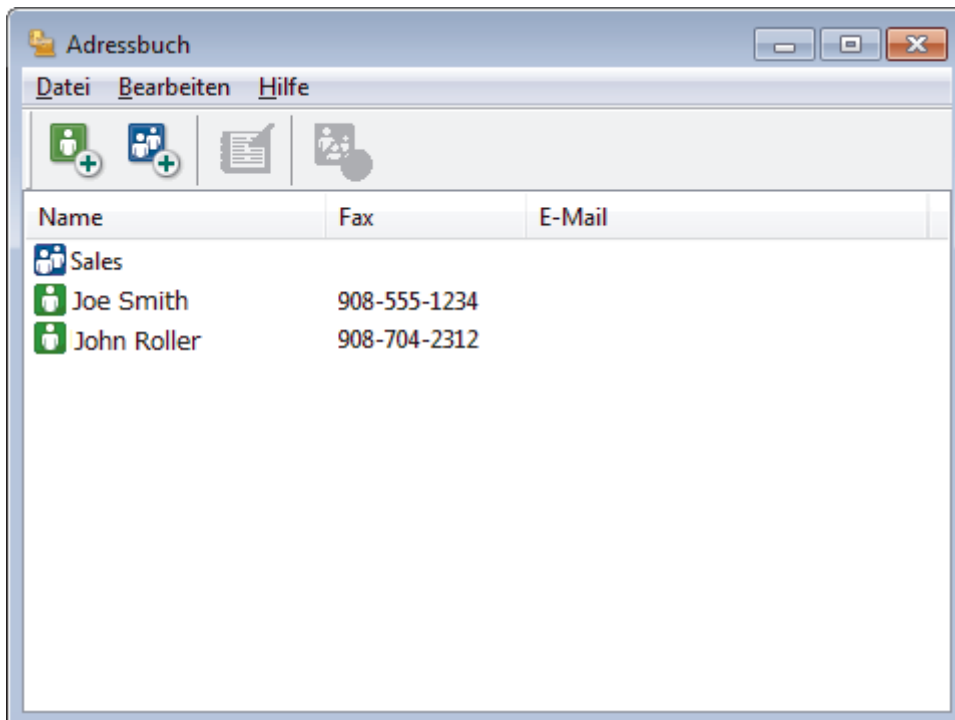 Adressbuch
Datei Bearbeiten Hilfe
Name Fax E-Mail
Sales
Joe Smith 908-555-1234
John Roller 908-704-2312